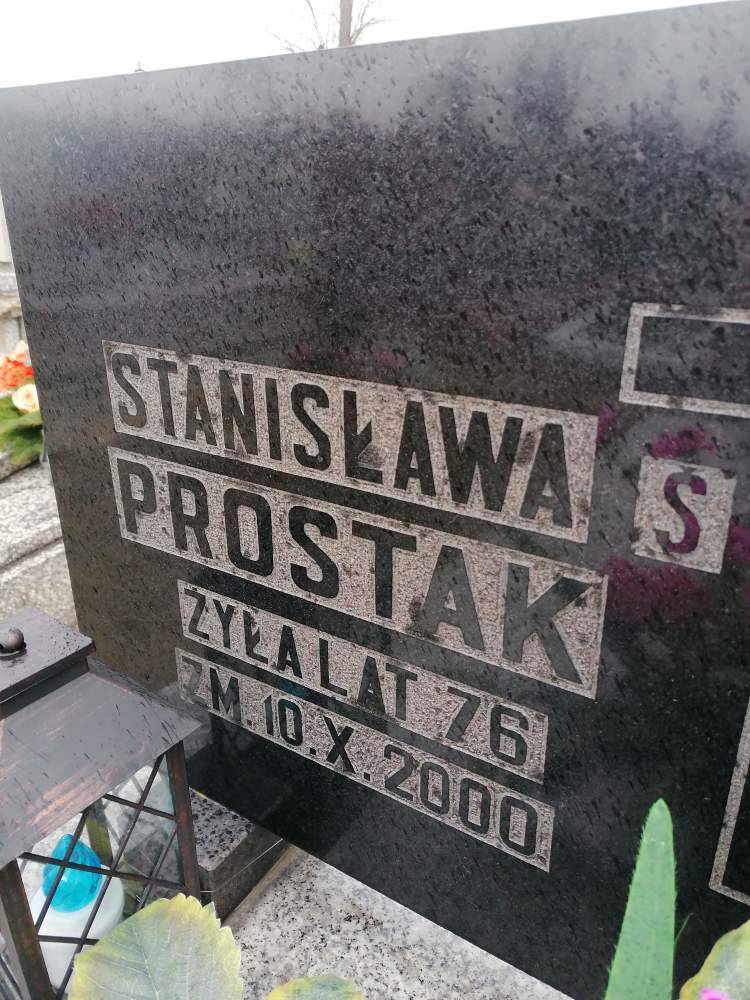 STANISŁAWA
PROSTAK
ŻYŁA LAT 76
ZM. 10.X.2000.
S